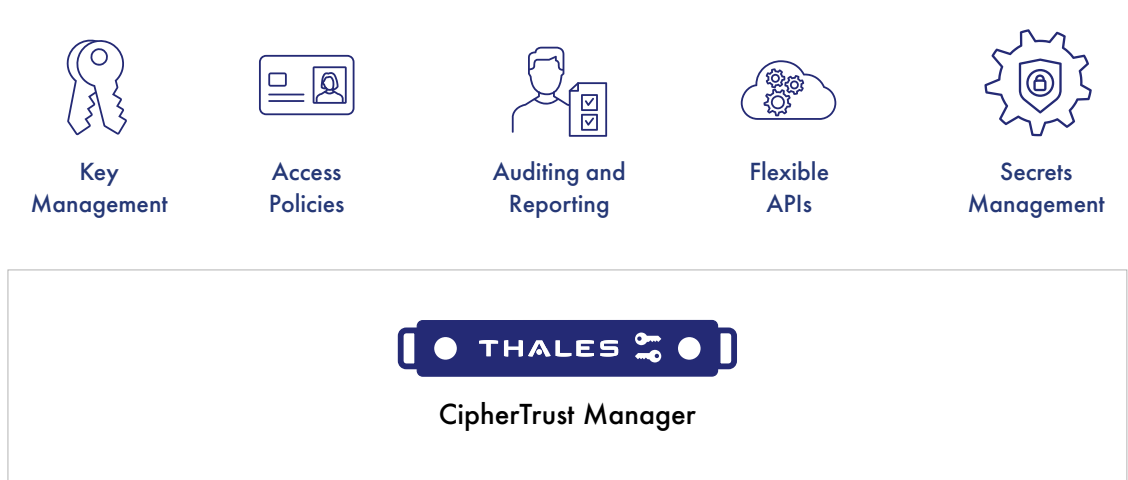 Key
Management
Access
Policies
Auditing and
Reporting
Flexible
APIs
Secrets
Management
THALES
CipherTrust Manager